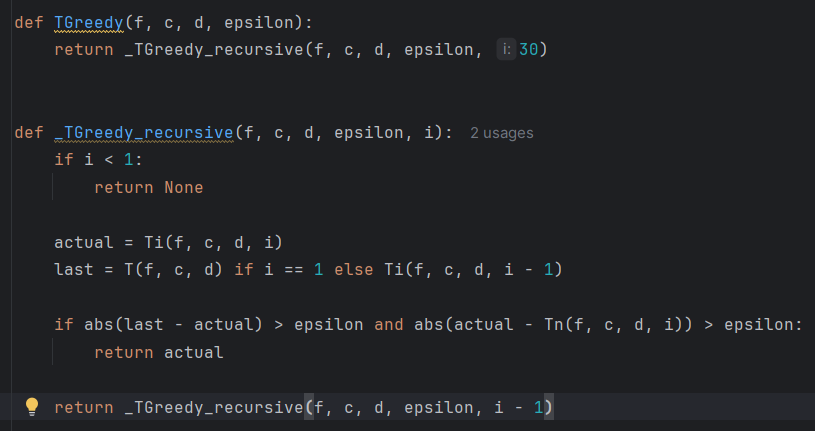 def TGreedy(f, c, d, epsilon):
    return _TGreedy_recursive(f, c, d, epsilon, i: 30)
def _TGreedy_recursive(f, c, d, epsilon, i): 2 usages
    if i < 1:
        return None
    actual = Ti(f, c, d, i)
    last = T(f, c, d) if i == 1 else Ti(f, c, d, i - 1)
    if abs(last - actual) > epsilon and abs(actual - Tn(f, c, d, i)) > epsilon:
        return actual
    return _TGreedy_recursive(f, c, d, epsilon, i - 1)